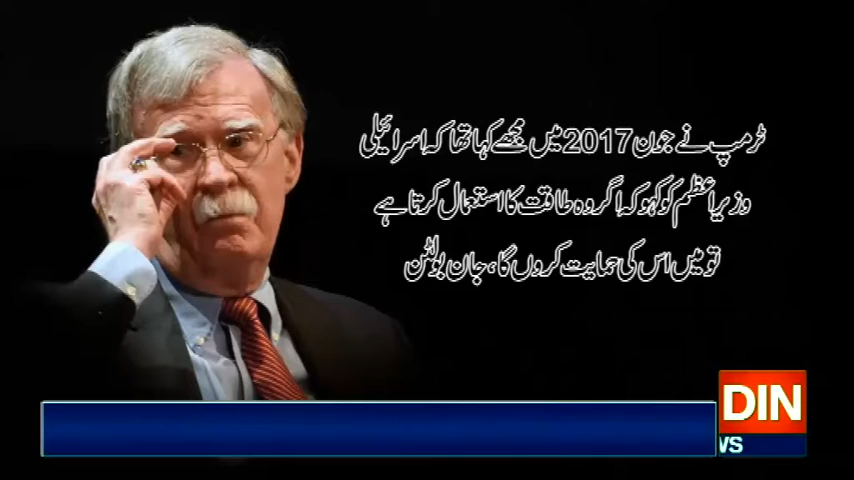 ٹرمپ نے جون 2017 میں مجھے کہا تھا کہ اسرائیلی
وزیراعظم کو کہو کہ اگر وہ طاقت کا استعمال کرتا ہے
تو میں اس کی حمایت کروں گا، جان بولٹن
DIN
WS